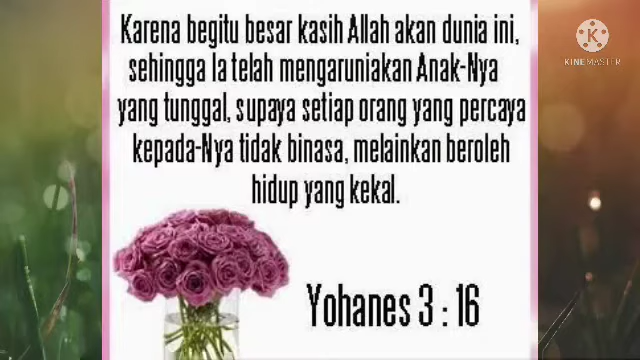 Karena begitu besar kasih Allah akan dunia ini,
sehingga Ia telah mengaruniakan Anak-Nya
yang tunggal, supaya setiap orang yang percaya
kepada-Nya tidak binasa, melainkan beroleh
hidup yang kekal.
Yohanes 3 : 16
KINEMASTER